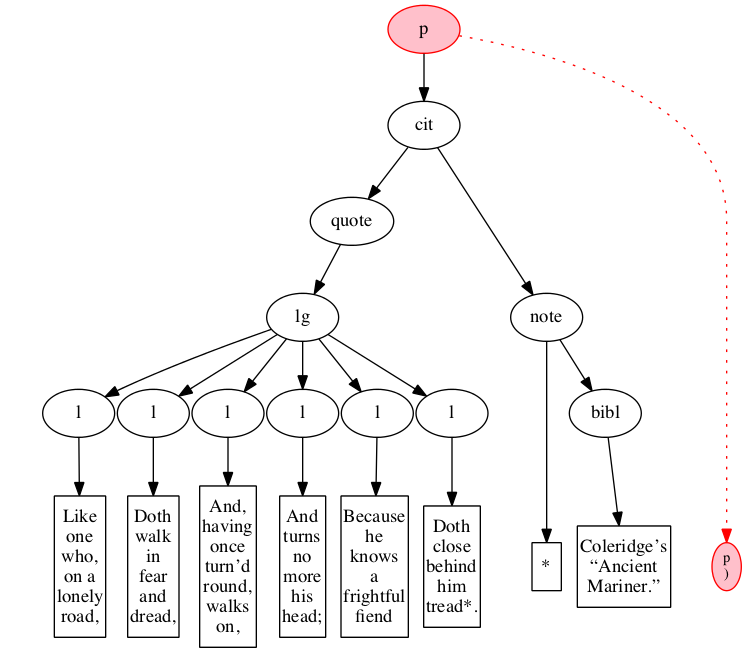 p
cit
quote
lg
note
l
l
l
l
l
l
bibl
Like
one
who,
on a
lonely
road,
Doth
walk
in
fear
and
dread,
And,
having
once
turn'd
round,
walks
on,
And
turns
no
more
his
head;
Because
he
knows
a
frightful
fiend
Doth
close
behind
him
tread*.
*
Coleridge's
“Ancient
Mariner.”
p
)